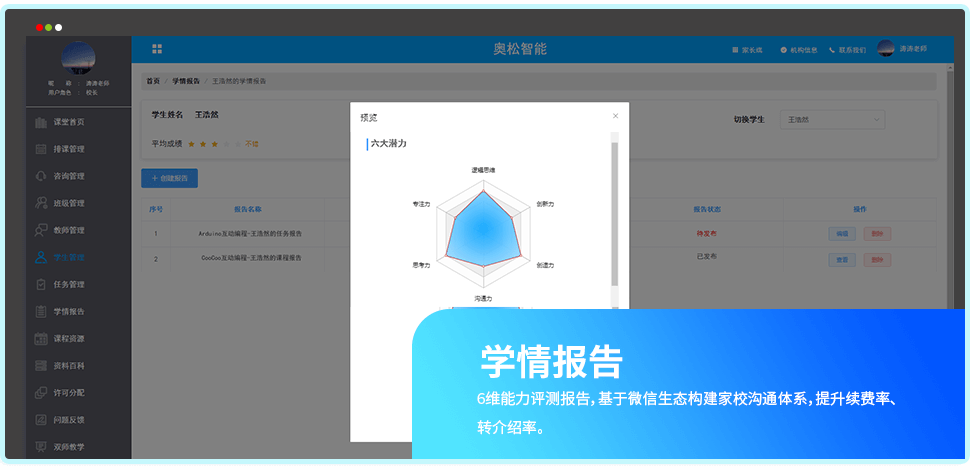 奥松智能
家长端
机构信息
联系我们
涛涛老师
昵 称 : 涛涛老师
用户角色 : 校长
课堂首页
排课管理
咨询管理
班级管理
教师管理
学生管理
任务管理
学情报告
课程资源
资料百科
许可分配
问题反馈
双师教学
首页 / 学情报告 / 王浩然的学情报告
学生姓名 王浩然
切换学生 王浩然
平均成绩 不错
+ 创建报告
序号 报告名称 报告状态 操作
1 Arduino互动编程-王浩然的任务报告 待发布 编辑 删除
2 CooCoo互动编程-王浩然的课程报告 已发布 查看 删除
预览 ×
六大潜力
逻辑思维
专注力
创新力
思考力
创造力
沟通力
学情报告
6维能力评测报告,基于微信生态构建家校沟通体系,提升续费率、
转介绍率。